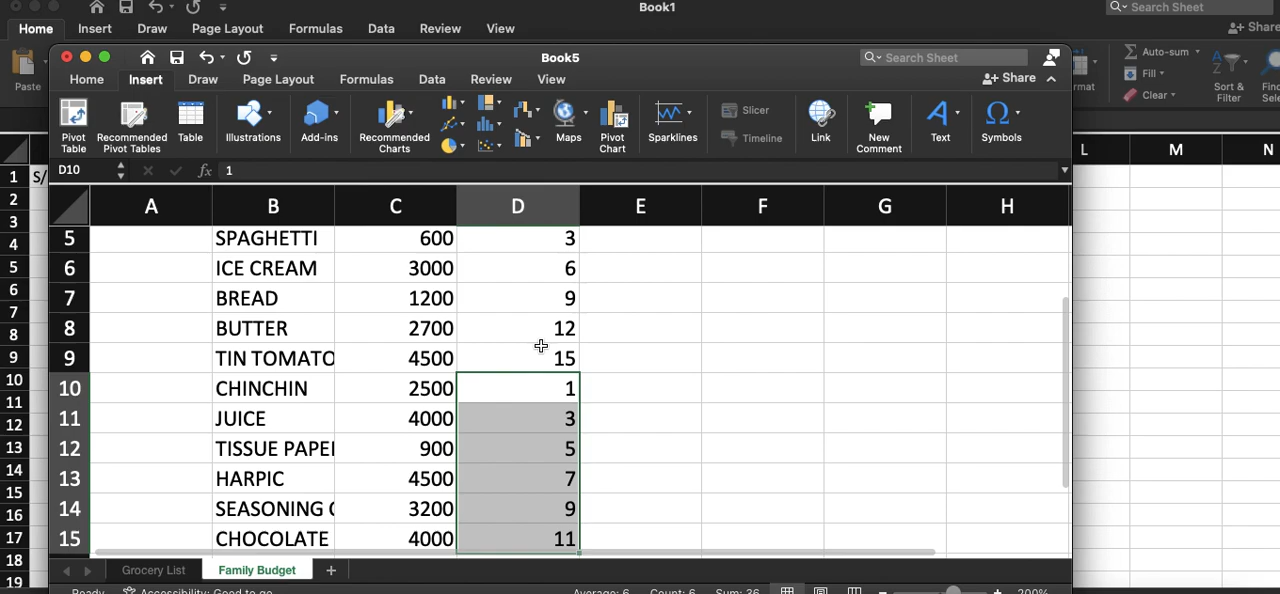 Book1
Search Sheet
Home Insert Draw Page Layout Formulas Data Review View
Share
Paste
Auto-sum
Fill
Clear
Sort &
Filter
Book5
Search Sheet
Home Insert Draw Page Layout Formulas Data Review View
Share
Pivot Table
Recommended Pivot Tables
Table
Illustrations
Add-ins
Recommended Charts
Maps
Pivot Chart
Sparklines
Slicer
Timeline
Link
New Comment
Text
Symbols
D10 fx 1
A B C D E F G H
L M N
5 SPAGHETTI 600 3
6 ICE CREAM 3000 6
7 BREAD 1200 9
8 BUTTER 2700 12
9 TIN TOMATO 4500 15
10 CHINCHIN 2500 1
11 JUICE 4000 3
12 TISSUE PAPE 900 5
13 HARPIC 4500 7
14 SEASONING 3200 9
15 CHOCOLATE 4000 11
1 S/
2
3
4
5
6
7
8
9
10
11
12
13
14
15
16
17
18
19
Grocery List Family Budget +
Ready Accessibility: Good to go Average: 6 Count: 6 Sum: 36 200%